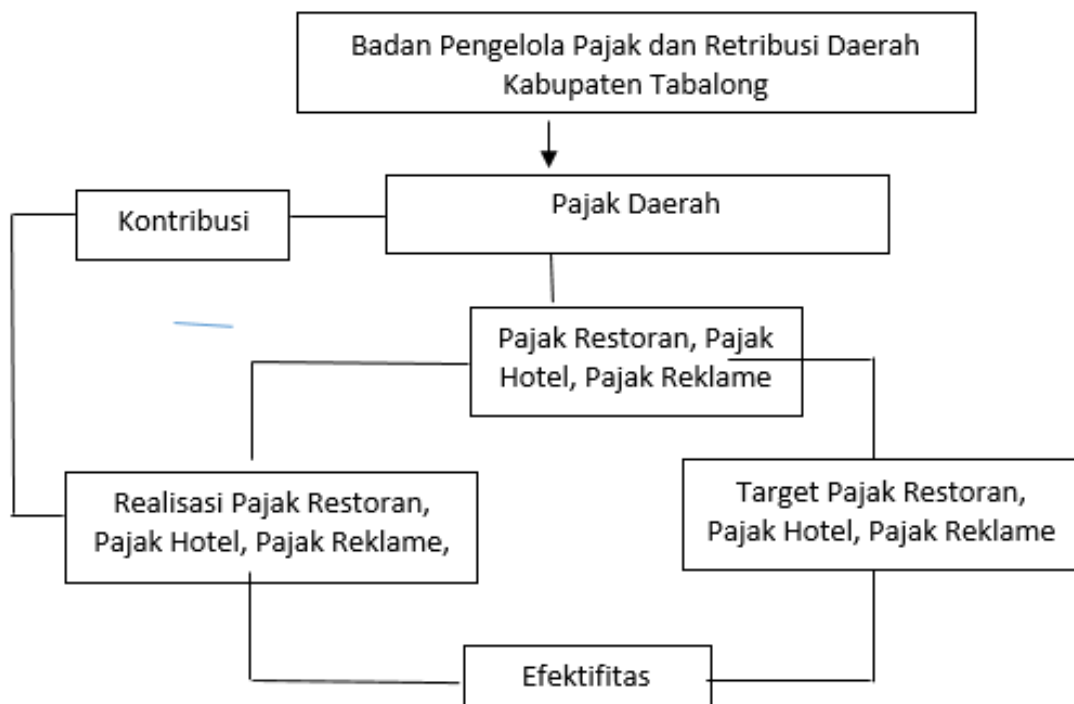 Badan Pengelola Pajak dan Retribusi Daerah
Kabupaten Tabalong
Kontribusi
Pajak Daerah
Pajak Restoran, Pajak
Hotel, Pajak Reklame
Realisasi Pajak Restoran,
Pajak Hotel, Pajak Reklame,
Target Pajak Restoran,
Pajak Hotel, Pajak Reklame
Efektifitas